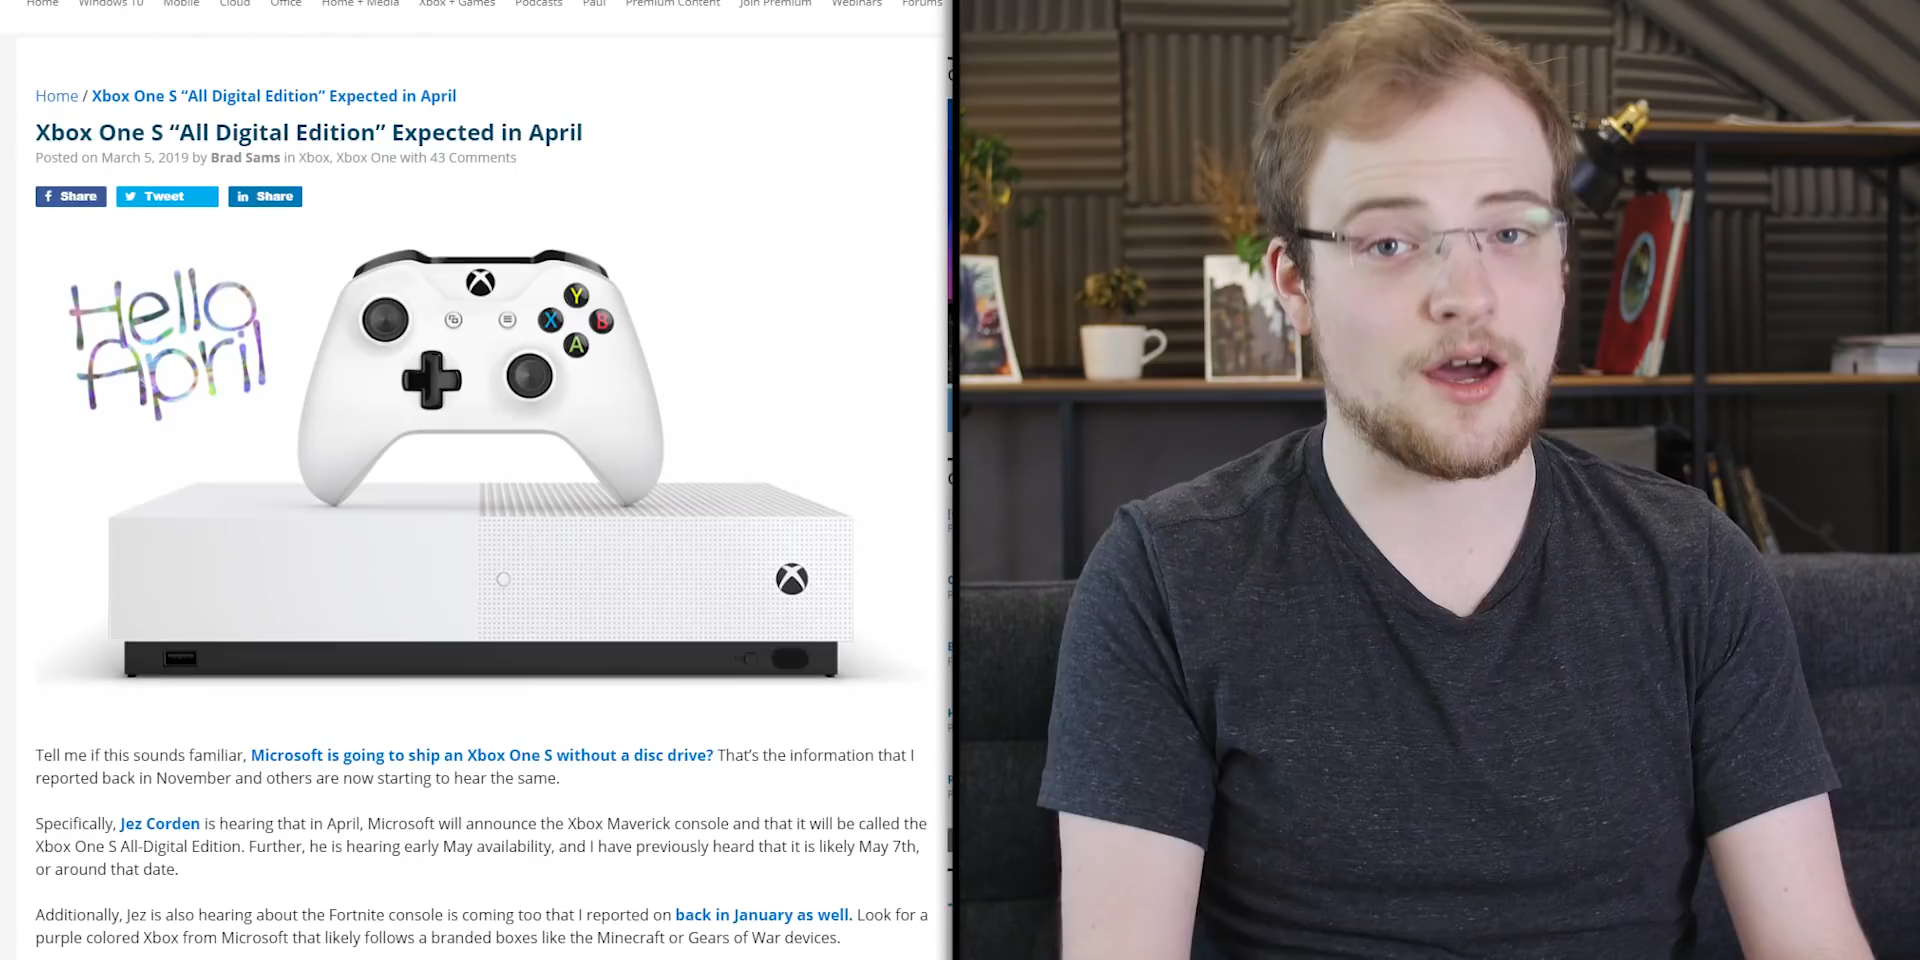 Home Windows 10 Mobile Cloud Office Home + Media Xbox + Games Podcasts Paul Premium Content Join Premium Webinars Forums
Home / Xbox One S “All Digital Edition” Expected in April
Xbox One S “All Digital Edition” Expected in April
Posted on March 5, 2019 by Brad Sams in Xbox, Xbox One with 43 Comments
Share Tweet in Share
Hello
April
Y
X B
A
Tell me if this sounds familiar, Microsoft is going to ship an Xbox One S without a disc drive? That’s the information that I
reported back in November and others are now starting to hear the same.
Specifically, Jez Corden is hearing that in April, Microsoft will announce the Xbox Maverick console and that it will be called the
Xbox One S All-Digital Edition. Further, he is hearing early May availability, and I have previously heard that it is likely May 7th,
or around that date.
Additionally, Jez is also hearing about the Fortnite console is coming too that I reported on back in January as well. Look for a
purple colored Xbox from Microsoft that likely follows a branded boxes like the Minecraft or Gears of War devices.